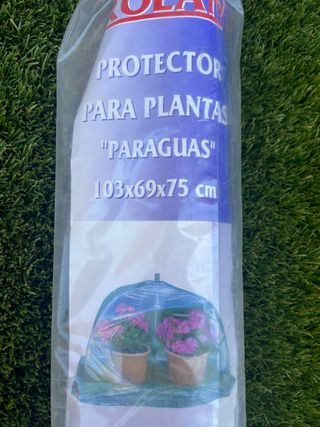 PROTECTOR
PARA PLANTAS
"PARAGUAS"
103x69x75 cm